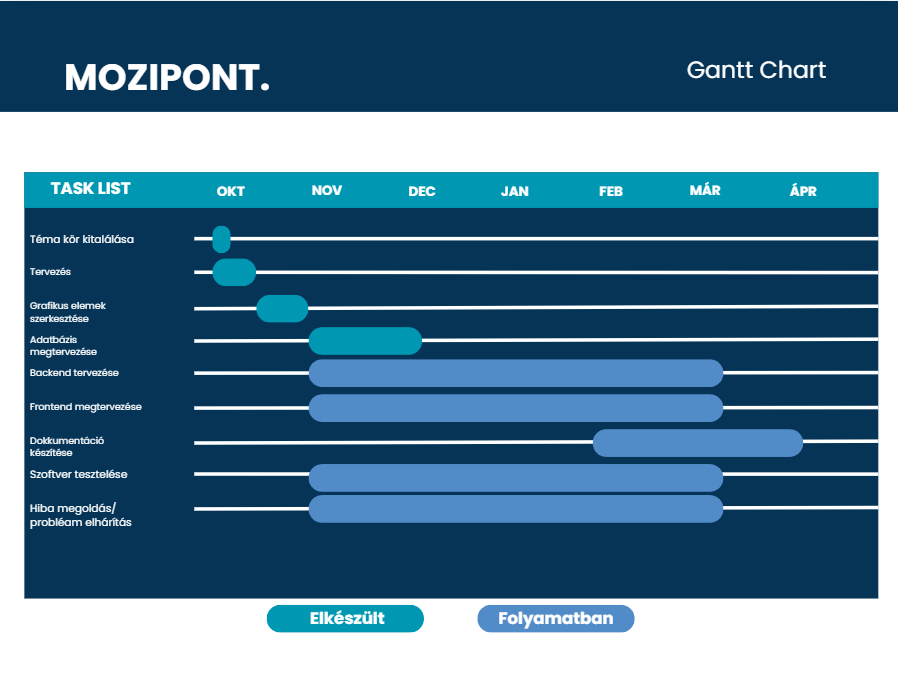 MOZIPONT.
Gantt Chart
TASK LIST
OKT
NOV
DEC
JAN
FEB
MÁR
ÁPR
Téma kör kitalálása
Tervezés
Grafikus elemek
szerkesztése
Adatbázis
megtervezése
Backend tervezése
Frontend megtervezése
Dokkumentáció
készítése
Szoftver tesztelése
Hiba megoldás/
probléam elhárítás
Elkészült
Folyamatban